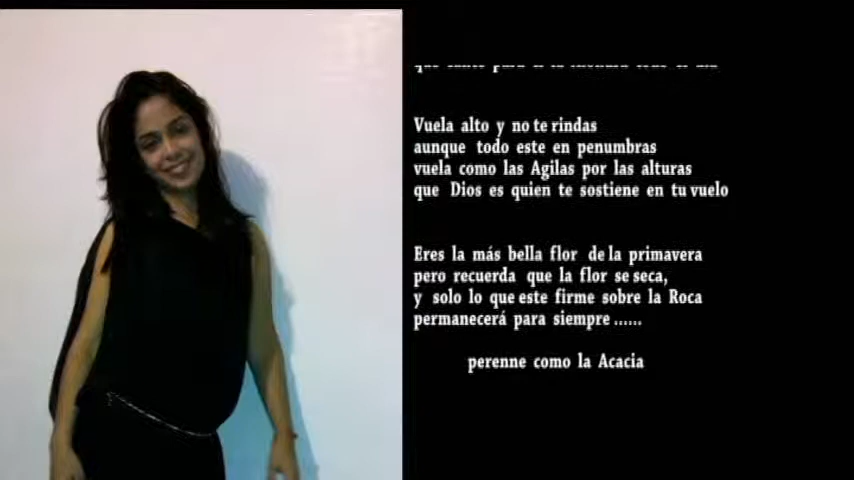 Vuela alto y no te rindas
aunque todo este en penumbras
vuela como las Agilas por las alturas
que Dios es quien te sostiene en tu vuelo
Eres la más bella flor de la primavera
pero recuerda que la flor se seca,
y solo lo que este firme sobre la Roca
permanecerá para siempre ......
perenne como la Acacia